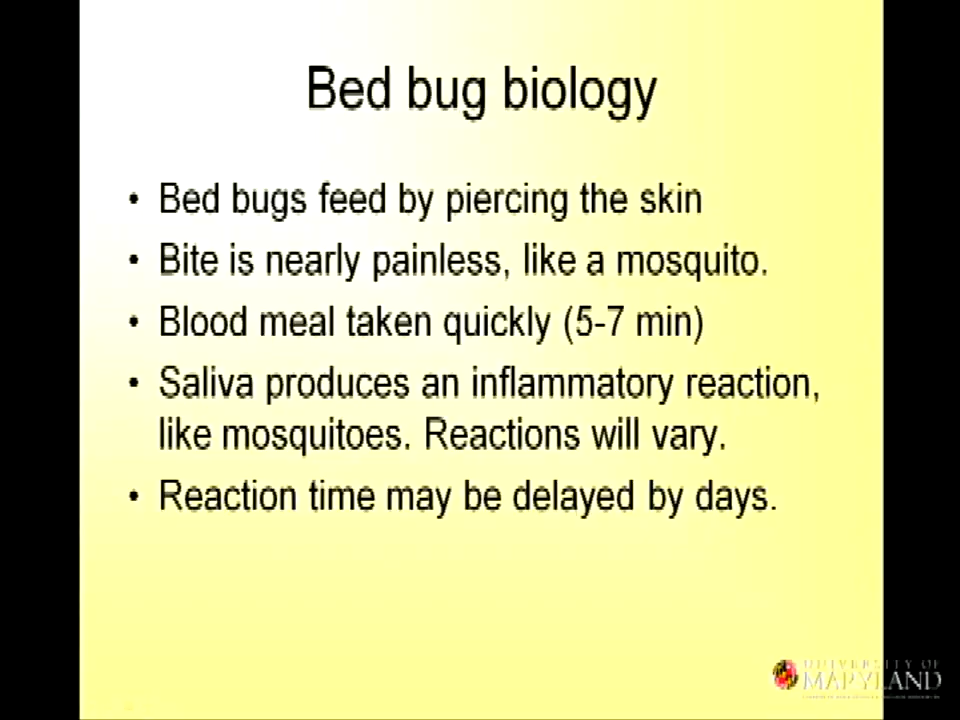 Bed bug biology
• Bed bugs feed by piercing the skin
• Bite is nearly painless, like a mosquito.
• Blood meal taken quickly (5-7 min)
• Saliva produces an inflammatory reaction,
like mosquitoes. Reactions will vary.
• Reaction time may be delayed by days.
UNIVERSITY OF
MARYLAND